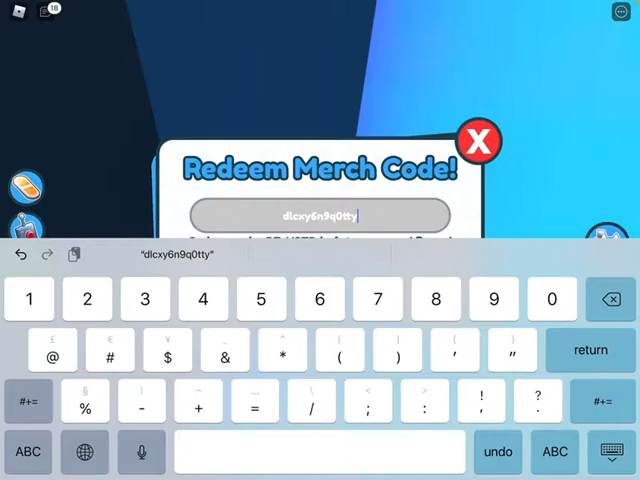 18
Redeem Merch Code!
X
dlcxy6n9q0tty
"dlcxy6n9q0tty"
1 2 3 4 5 6 7 8 9 0
£ € ¥ _ ^ [ ] { }
@ # $ & * ( ) ' " return
§ | ~ … \ < > ! ?
#+= % - + = / ; : , . #+=
ABC undo ABC